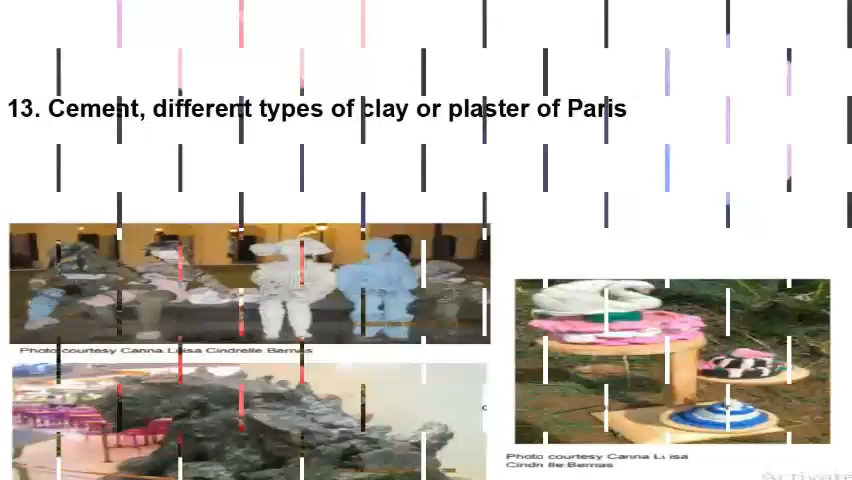 13. Cement, different types of clay or plaster of Paris
Photo courtesy Canna Luisa Cindrelle Bernas
Photo courtesy Canna Luisa
Cindrelle Bernas
Activate